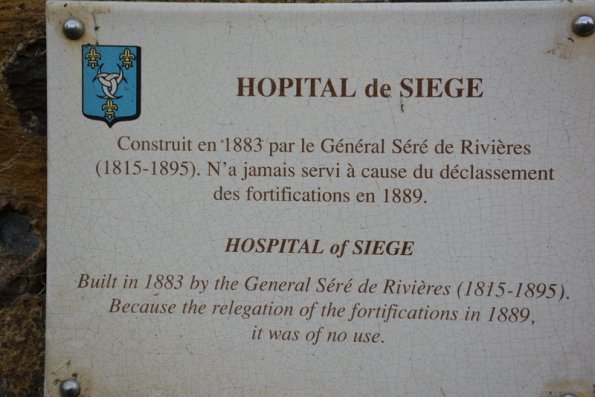 HOPITAL de SIEGE
Construit en 1883 par le Général Séré de Rivières
(1815-1895). N'a jamais servi à cause du déclassement
des fortifications en 1889.
HOSPITAL of SIEGE
Built in 1883 by the General Séré de Rivières (1815-1895).
Because the relegation of the fortifications in 1889,
it was of no use.